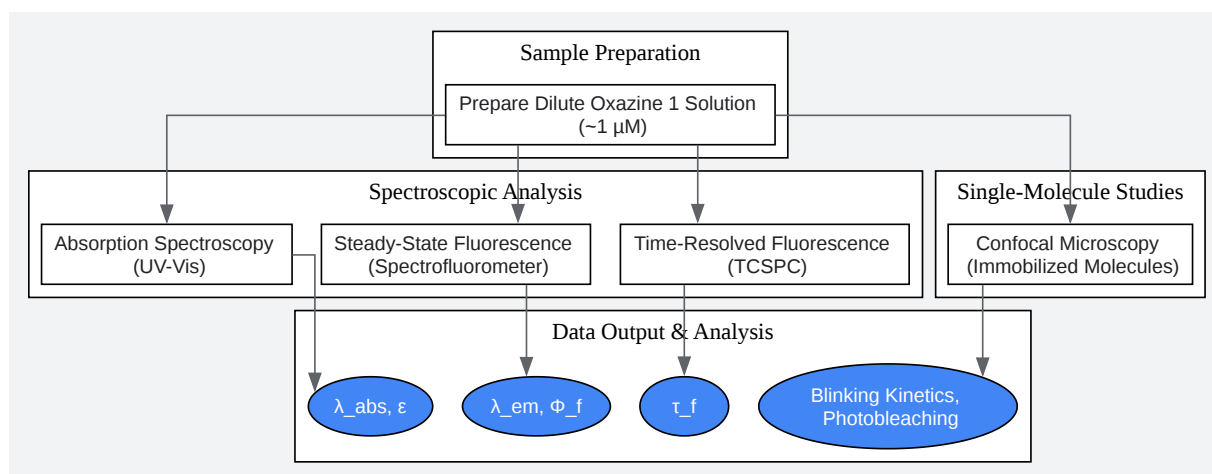 Sample Preparation
Prepare Dilute Oxazine 1 Solution
(~1 µM)
Spectroscopic Analysis
Single-Molecule Studies
Absorption Spectroscopy
(UV-Vis)
Steady-State Fluorescence
(Spectrofluorometer)
Time-Resolved Fluorescence
(TCSPC)
Confocal Microscopy
(Immobilized Molecules)
Data Output & Analysis
λ_abs, ε
λ_em, Φ_f
τ_f
Blinking Kinetics,
Photobleaching